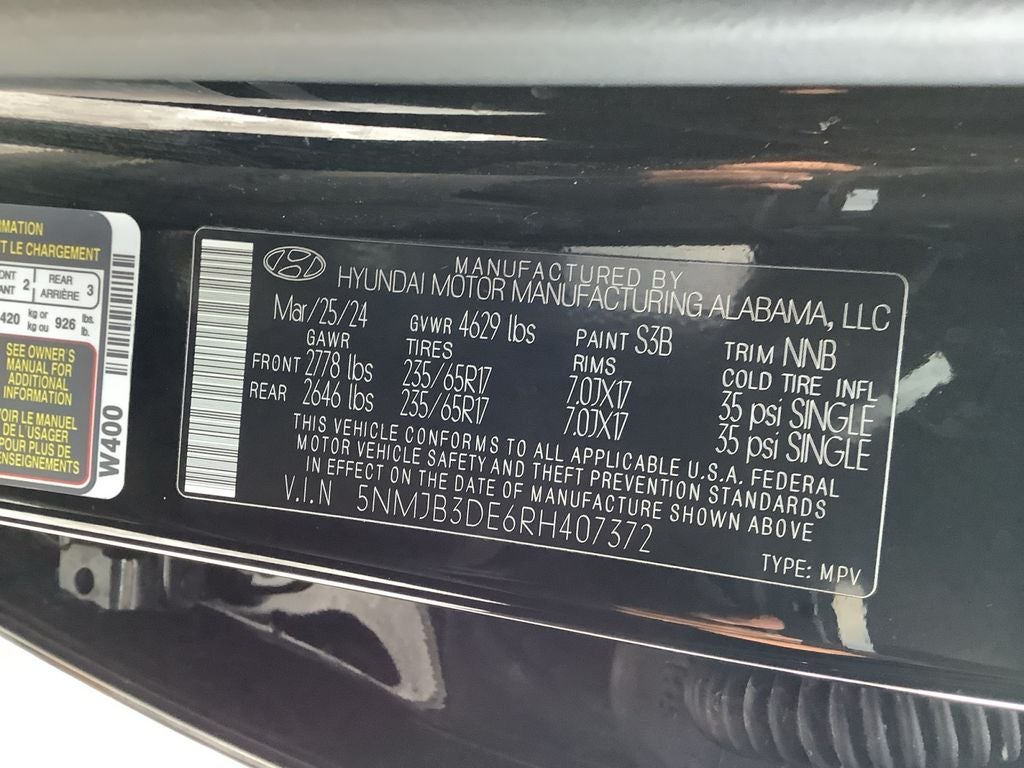 MATION
T LE CHARGEMENT
2
REAR
ARRIÈRE
3
420
kg or
kg ou
926
lbs.
lb.
SEE OWNER'S
MANUAL FOR
ADDITIONAL
INFORMATION
OIR LE MANUEL
DE L'USAGER
POUR PLUS DE
ENSEIGNEMENTS
W400
MANUFACTURED BY
HYUNDAI MOTOR MANUFACTURING ALABAMA, LLC
Mar/25/24 GVWR 4629 lbs PAINT S3B TRIM NNB
GAWR TIRES RIMS COLD TIRE INFL
FRONT 2778 lbs 235/65R17 7.0JX17 35 psi SINGLE
REAR 2646 lbs 235/65R17 7.0JX17 35 psi SINGLE
THIS VEHICLE CONFORMS TO ALL APPLICABLE U.S.A. FEDERAL
MOTOR VEHICLE SAFETY AND THEFT PREVENTION STANDARDS
IN EFFECT ON THE DATE OF MANUFACTURE SHOWN ABOVE
V.I.N 5NMJB3DE6RH407372
TYPE: MPV